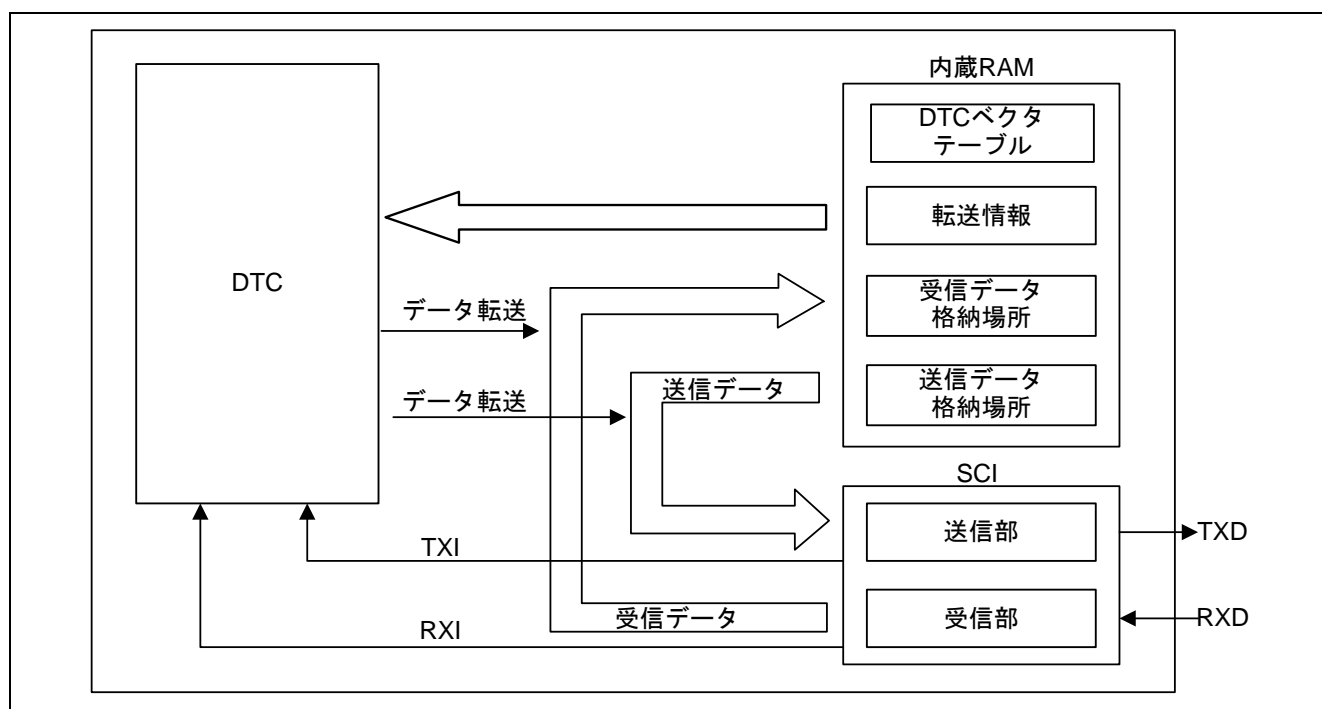 内蔵RAM
DTCベクタ
テーブル
転送情報
DTC
受信データ
格納場所
データ転送
送信データ
格納場所
データ転送
送信データ
SCI
送信部
TXD
TXI
受信部
RXD
受信データ
RXI